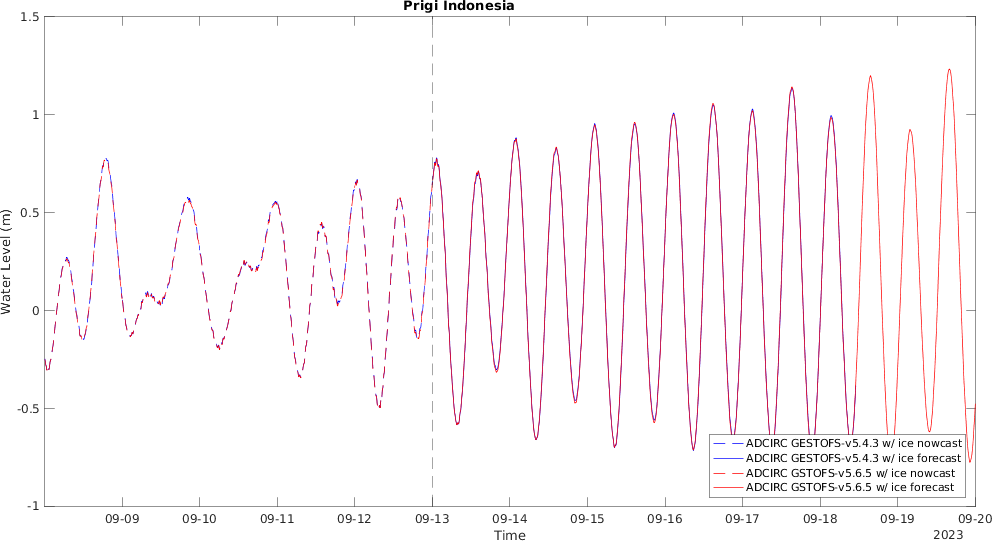 Prigi Indonesia
1.5
1
0.5
0
-0.5
-1
Water Level (m)
ADCIRC GESTOFS-v5.4.3 w/ ice nowcast
ADCIRC GESTOFS-v5.4.3 w/ ice forecast
ADCIRC GSTOFS-v5.6.5 w/ ice nowcast
ADCIRC GSTOFS-v5.6.5 w/ ice forecast
09-09 09-10 09-11 09-12 09-13 09-14 09-15 09-16 09-17 09-18 09-19 09-20
Time
2023